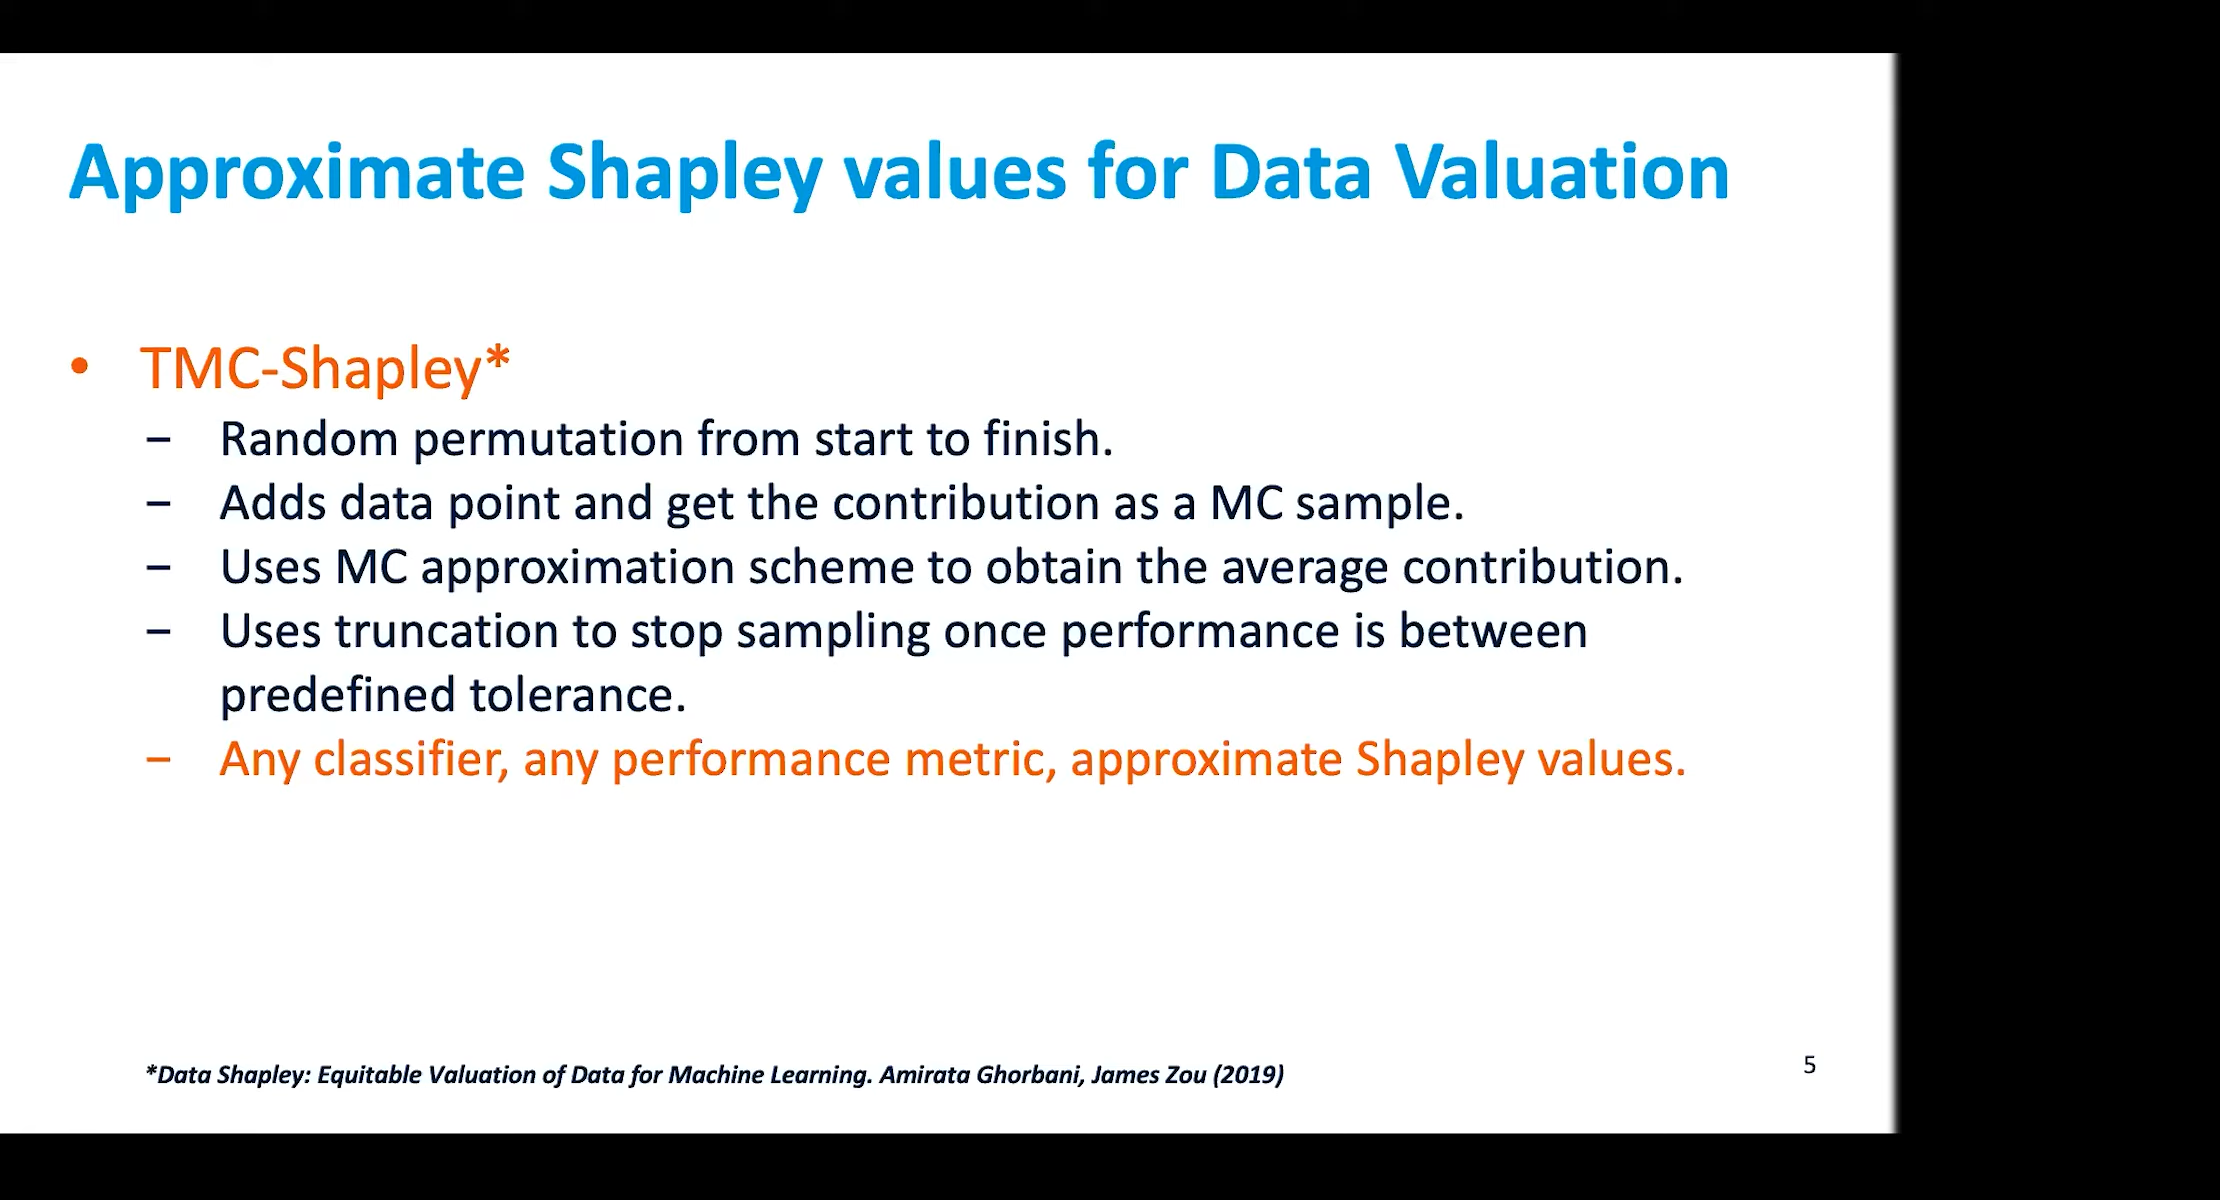 Approximate Shapley values for Data Valuation
• TMC-Shapley*
– Random permutation from start to finish.
– Adds data point and get the contribution as a MC sample.
– Uses MC approximation scheme to obtain the average contribution.
– Uses truncation to stop sampling once performance is between
predefined tolerance.
– Any classifier, any performance metric, approximate Shapley values.
*Data Shapley: Equitable Valuation of Data for Machine Learning. Amirata Ghorbani, James Zou (2019)
5